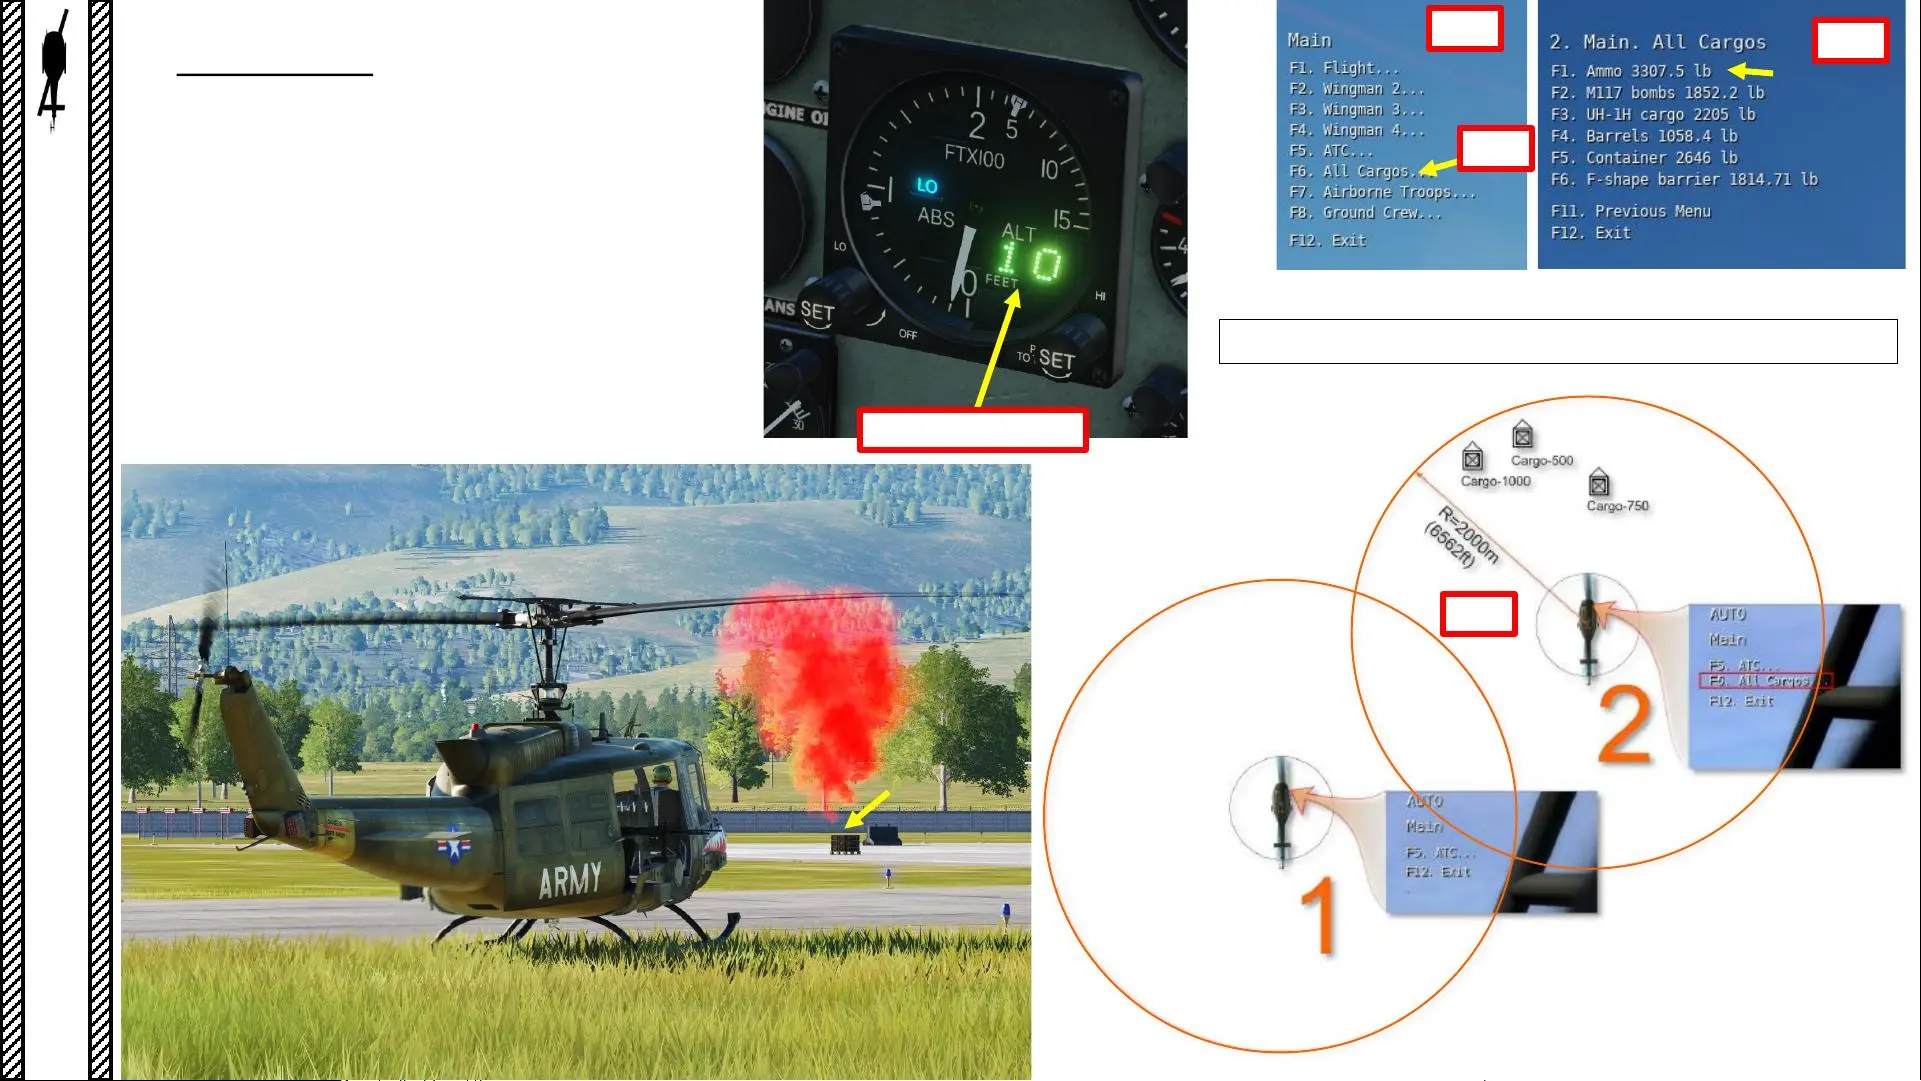 GINE OI
2
5
FTXI00
10
LO
ABS
15
ALT
10
FEET
0
LO
HI
ANS
SET
OFF
TO
SET
30
4
Main
F1. Flight...
F2. Wingman 2...
F3. Wingman 3...
F4. Wingman 4...
F5. ATC...
F6. All Cargos...
F7. Airborne Troops...
F8. Ground Crew...
F12. Exit
2. Main. All Cargos
F1. Ammo 3307.5 lb
F2. M117 bombs 1852.2 lb
F3. UH-1H cargo 2205 lb
F4. Barrels 1058.4 lb
F5. Container 2646 lb
F6. F-shape barrier 1814.71 lb
F11. Previous Menu
F12. Exit
ARMY
Cargo-500
Cargo-1000
Cargo-750
R=2000m
(6562ft)
AUTO
Main
F5. ATC...
F6. All Cargos...
F12. Exit
2
AUTO
Main
F5. ATC...
F12. Exit
1